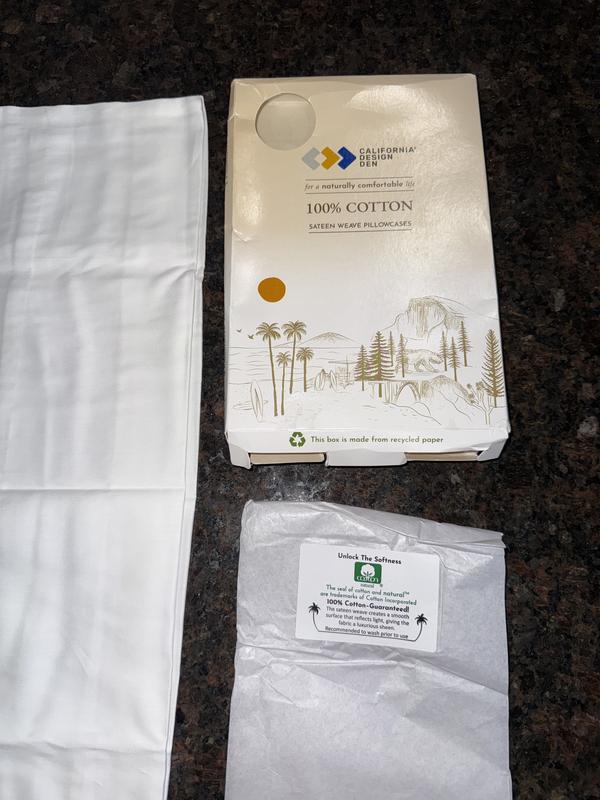 CALIFORNIA
DESIGN
DEN
for a naturally comfortable life
100% COTTON
SATEEN WEAVE PILLOWCASES
This box is made from recycled paper
Unlock The Softness
cotton
natural
The seal of cotton and natural™
are trademarks of Cotton Incorporated
100% Cotton-Guaranteed!
The sateen weave creates a smooth
surface that reflects light, giving the
fabric a luxurious sheen.
Recommended to wash prior to use